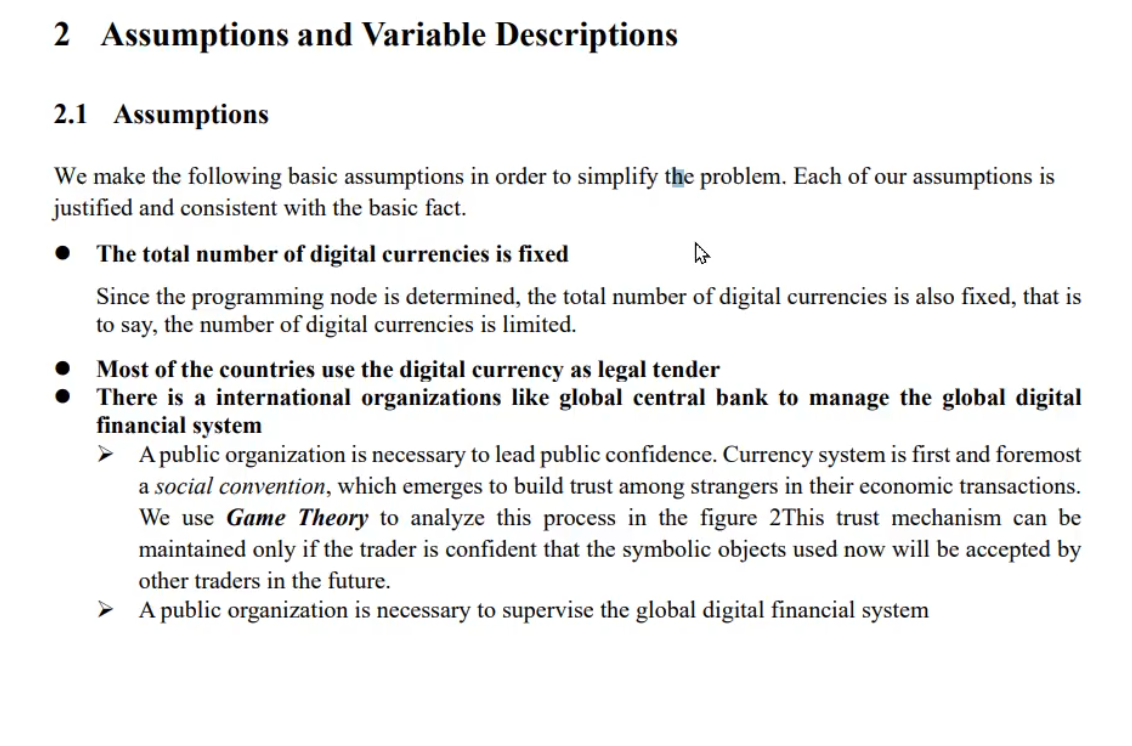 2 Assumptions and Variable Descriptions
2.1 Assumptions
We make the following basic assumptions in order to simplify the problem. Each of our assumptions is
justified and consistent with the basic fact.
● The total number of digital currencies is fixed
Since the programming node is determined, the total number of digital currencies is also fixed, that is
to say, the number of digital currencies is limited.
● Most of the countries use the digital currency as legal tender
● There is a international organizations like global central bank to manage the global digital
financial system
➢ A public organization is necessary to lead public confidence. Currency system is first and foremost
a social convention, which emerges to build trust among strangers in their economic transactions.
We use Game Theory to analyze this process in the figure 2This trust mechanism can be
maintained only if the trader is confident that the symbolic objects used now will be accepted by
other traders in the future.
➢ A public organization is necessary to supervise the global digital financial system